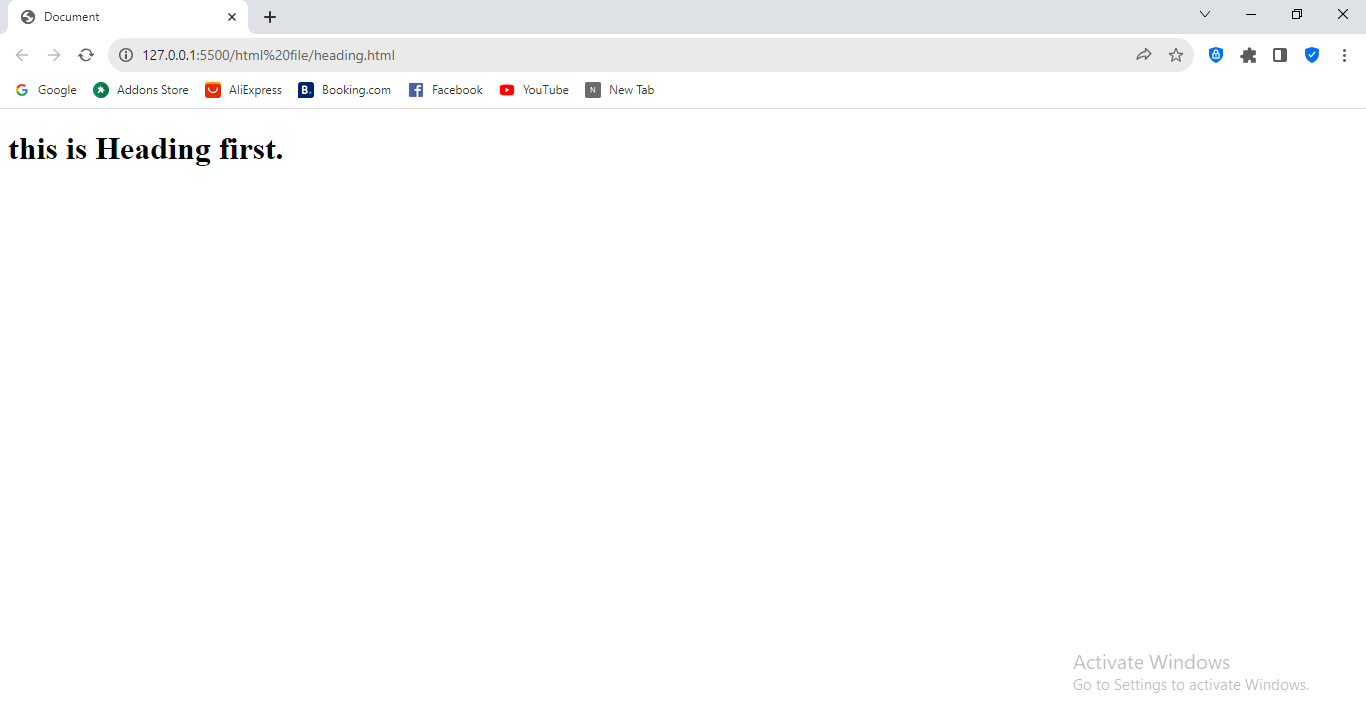 Document
127.0.0.1:5500/html%20file/heading.html
Google Addons Store AliExpress B. Booking.com Facebook YouTube N New Tab
this is Heading first.
Activate Windows
Go to Settings to activate Windows.